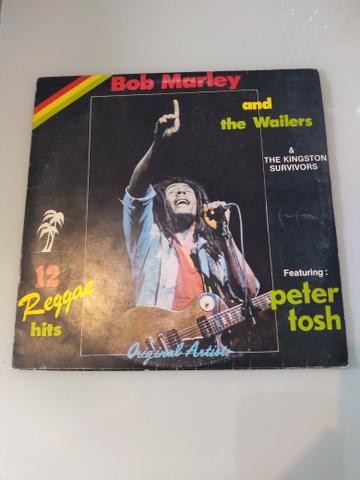 Bob Marley
and
the Wailers
&
THE KINGSTON
SURVIVORS
12
Reggae
hits
Featuring:
peter
tosh
Original Artists